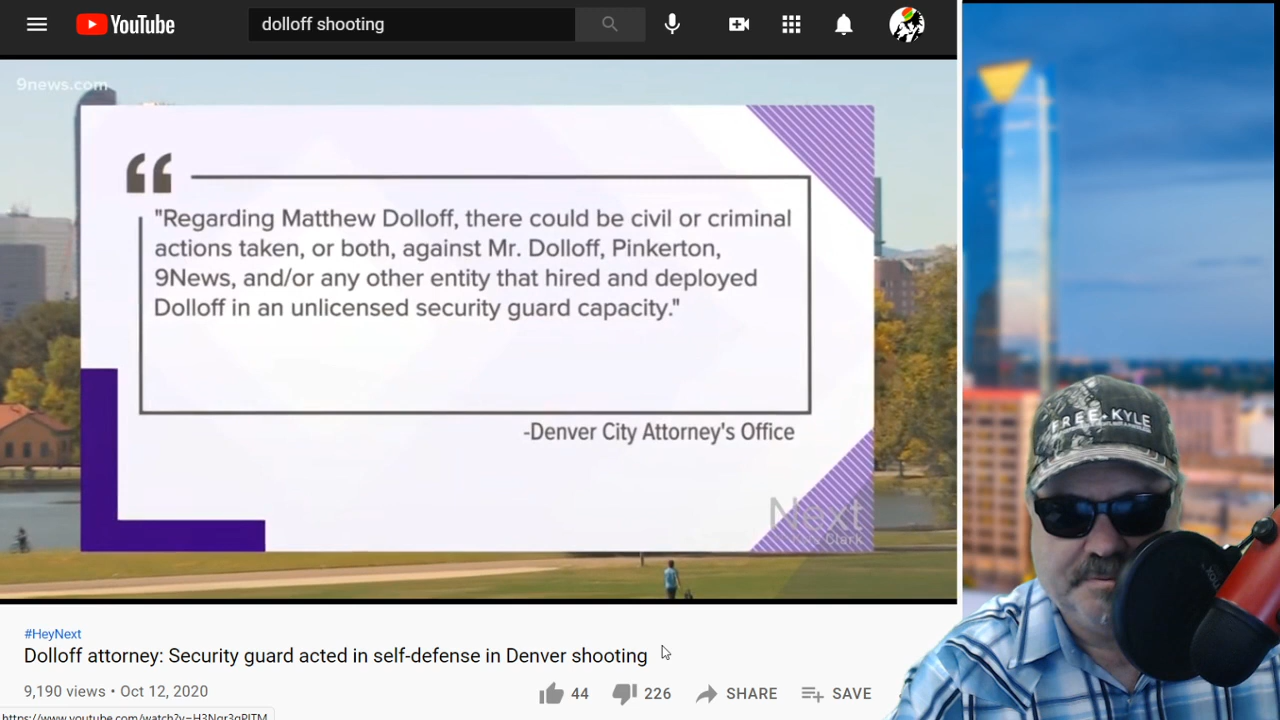 YouTube
dolloff shooting
9news.com
"Regarding Matthew Dolloff, there could be civil or criminal
actions taken, or both, against Mr. Dolloff, Pinkerton,
9News, and/or any other entity that hired and deployed
Dolloff in an unlicensed security guard capacity."
-Denver City Attorney's Office
Next
Clark
FREE KYLE
#HeyNext
Dolloff attorney: Security guard acted in self-defense in Denver shooting
9,190 views • Oct 12, 2020
44
226
SHARE
SAVE